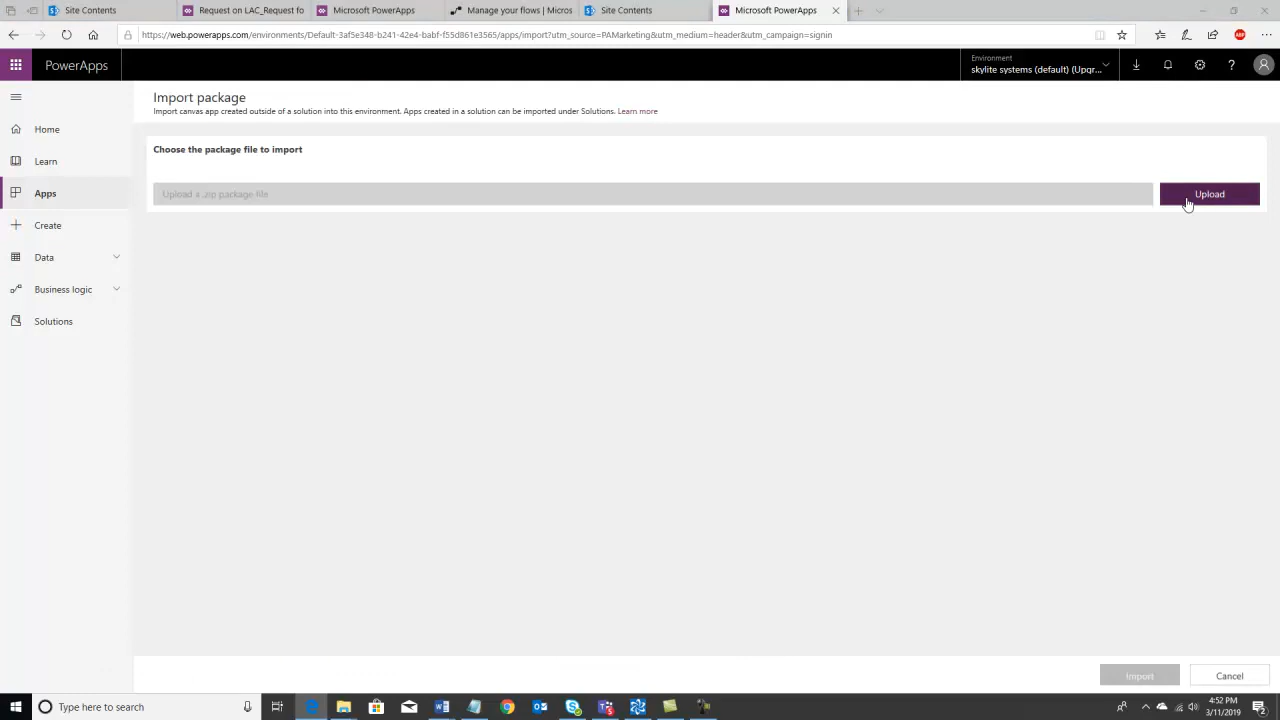 Site Contents
Request on LAC_Request fo
Microsoft PowerApps
Manage your flows | Micros
Site Contents
Microsoft PowerApps
https://web.powerapps.com/environments/Default-3af5e348-b241-42e4-babf-f55d861e3565/apps/import?utm_source=PAMarketing&utm_medium=header&utm_campaign=signin
ABP
PowerApps
Environment
skylite systems (default) (Upgr...
Import package
Import canvas app created outside of a solution into this environment. Apps created in a solution can be imported under Solutions. Learn more
Home
Learn
Apps
Create
Data
Business logic
Solutions
Choose the package file to import
Upload a .zip package file
Upload
Import
Cancel
Type here to search
4:52 PM
3/11/2019
2